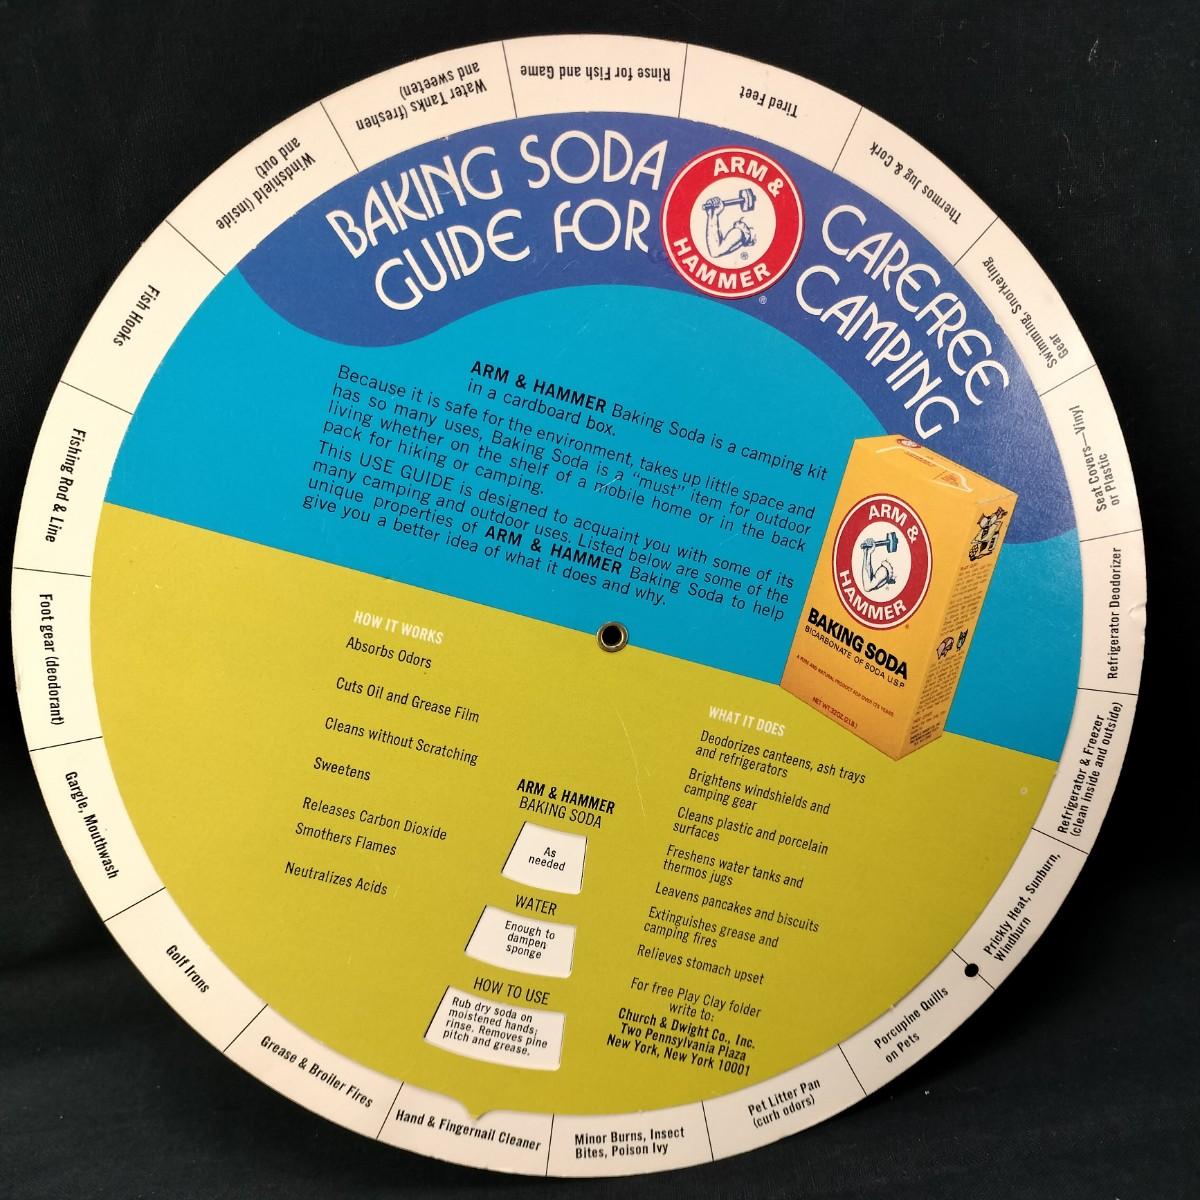 BAKING SODA
GUIDE FOR
ARM &
HAMMER
®
CAREFREE
CAMPING
ARM & HAMMER Baking Soda is a camping kit
in a cardboard box.
Because it is safe for the environment, takes up little space and
has so many uses, Baking Soda is a "must" item for outdoor
living whether on the shelf of a mobile home or in the back
pack for hiking or camping.
This USE GUIDE is designed to acquaint you with some of its
many camping and outdoor uses. Listed below are some of the
unique properties of ARM & HAMMER Baking Soda to help
give you a better idea of what it does and why.
ARM &
HAMMER
BAKING SODA
BICARBONATE OF SODA U.S.P.
A PURE AND NATURAL PRODUCT FOR OVER 125 YEARS
NET WT. 32 OZ. (2 LB.)
HOW IT WORKS
Absorbs Odors
Cuts Oil and Grease Film
Cleans without Scratching
Sweetens
Releases Carbon Dioxide
Smothers Flames
Neutralizes Acids
WHAT IT DOES
Deodorizes canteens, ash trays
and refrigerators
Brightens windshields and
camping gear
Cleans plastic and porcelain
surfaces
Freshens water tanks and
thermos jugs
Leavens pancakes and biscuits
Extinguishes grease and
camping fires
Relieves stomach upset
For free Play Clay folder
write to:
Church & Dwight Co., Inc.
Two Pennsylvania Plaza
New York, New York 10001
ARM & HAMMER
BAKING SODA
As
needed
WATER
Enough to
dampen
sponge
HOW TO USE
Rub dry soda on
moistened hands;
rinse. Removes pine
pitch and grease.
Rinse for Fish and Game
Tired Feet
Thermos Jug & Cork
Swimming, Snorkeling
Gear
Seat Covers—Vinyl
or Plastic
Refrigerator Deodorizer
Refrigerator & Freezer
(clean inside and outside)
Prickly Heat, Sunburn,
Windburn
Porcupine Quills
on Pets
Pet Litter Pan
(curb odors)
Minor Burns, Insect
Bites, Poison Ivy
Hand & Fingernail Cleaner
Grease & Broiler Fires
Golf Irons
Gargle, Mouthwash
Foot gear (deodorant)
Fishing Rod & Line
Fish Hooks
Windshield (inside
and out)
Water Tanks (freshen
and sweeten)